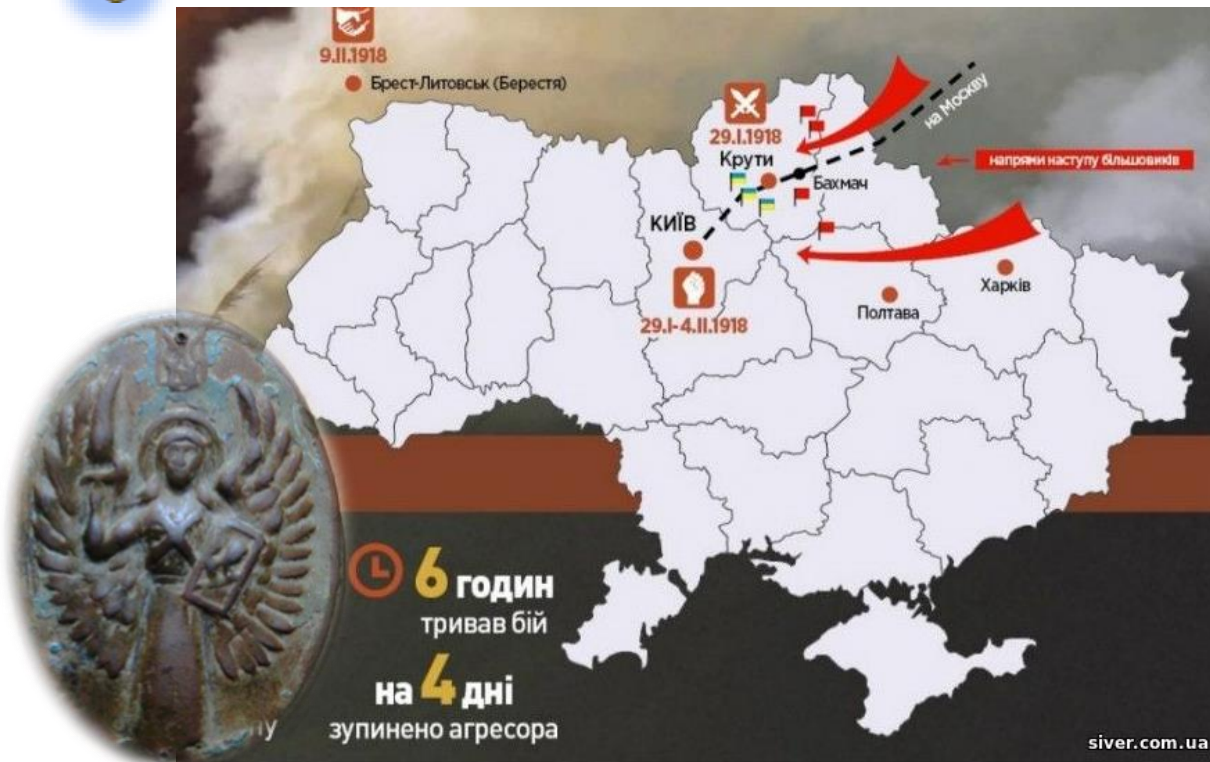 9.II.1918
Брест-Литовськ (Берестя)
на Москву
29.I.1918
Крути
напрями наступу більшовиків
Бахмач
КИЇВ
Харків
Полтава
29.I-4.II.1918
6 годин
тривав бій
на 4 дні
зупинено агресора
siver.com.ua